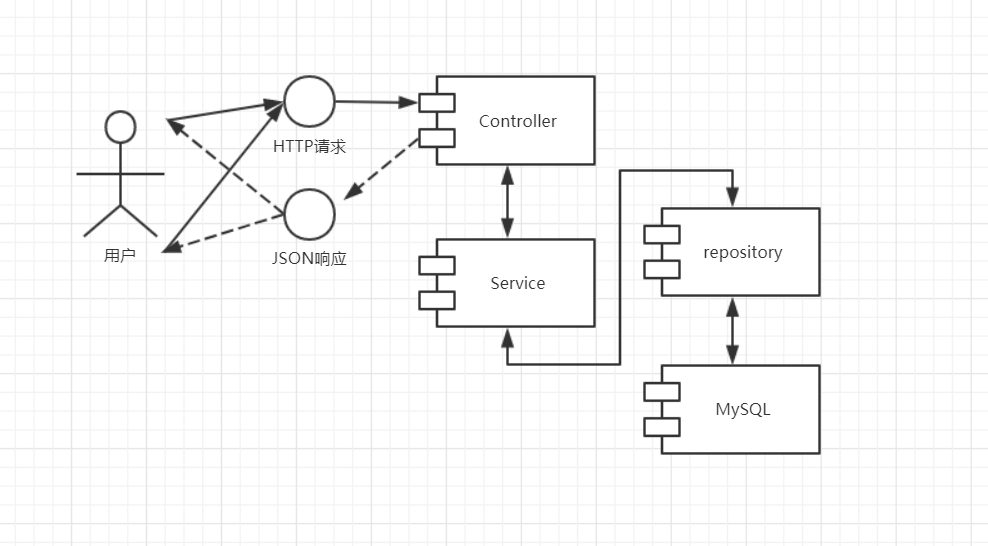 Controller
HTTP请求
用户
JSON响应
Service
repository
MySQL